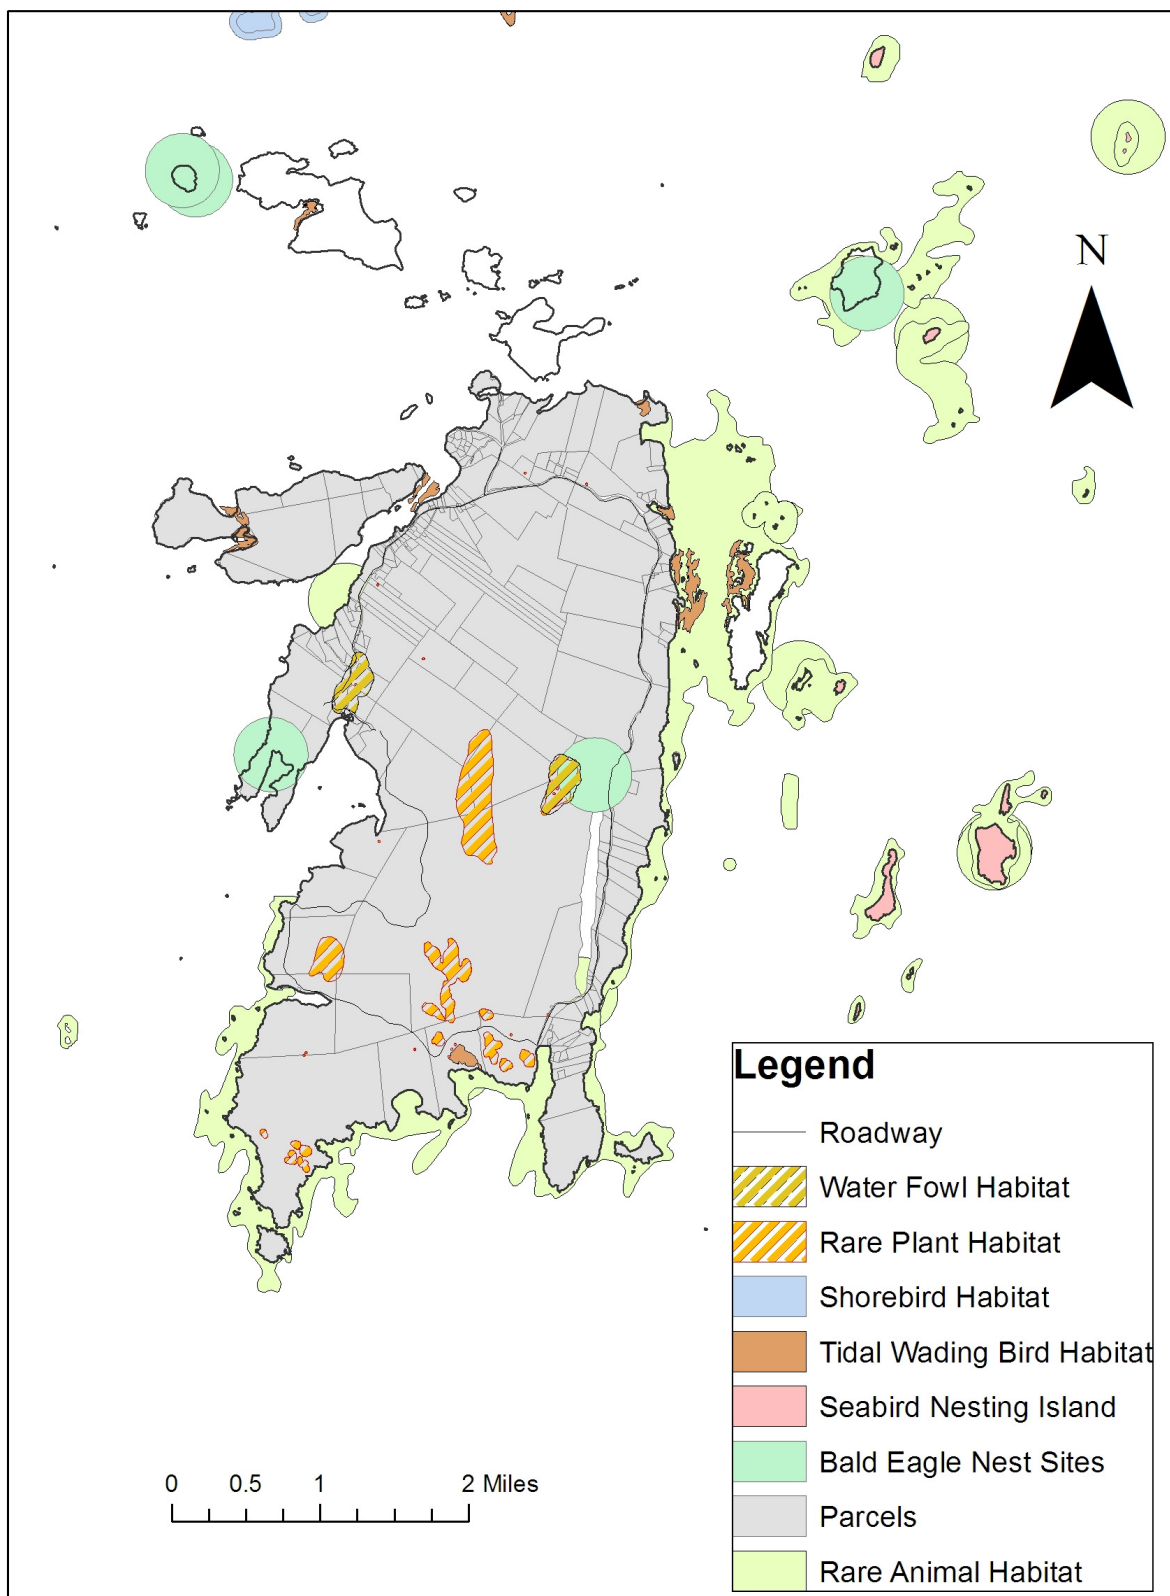 N
Legend
Roadway
Water Fowl Habitat
Rare Plant Habitat
Shorebird Habitat
Tidal Wading Bird Habitat
Seabird Nesting Island
Bald Eagle Nest Sites
Parcels
Rare Animal Habitat
0 0.5 1 2 Miles